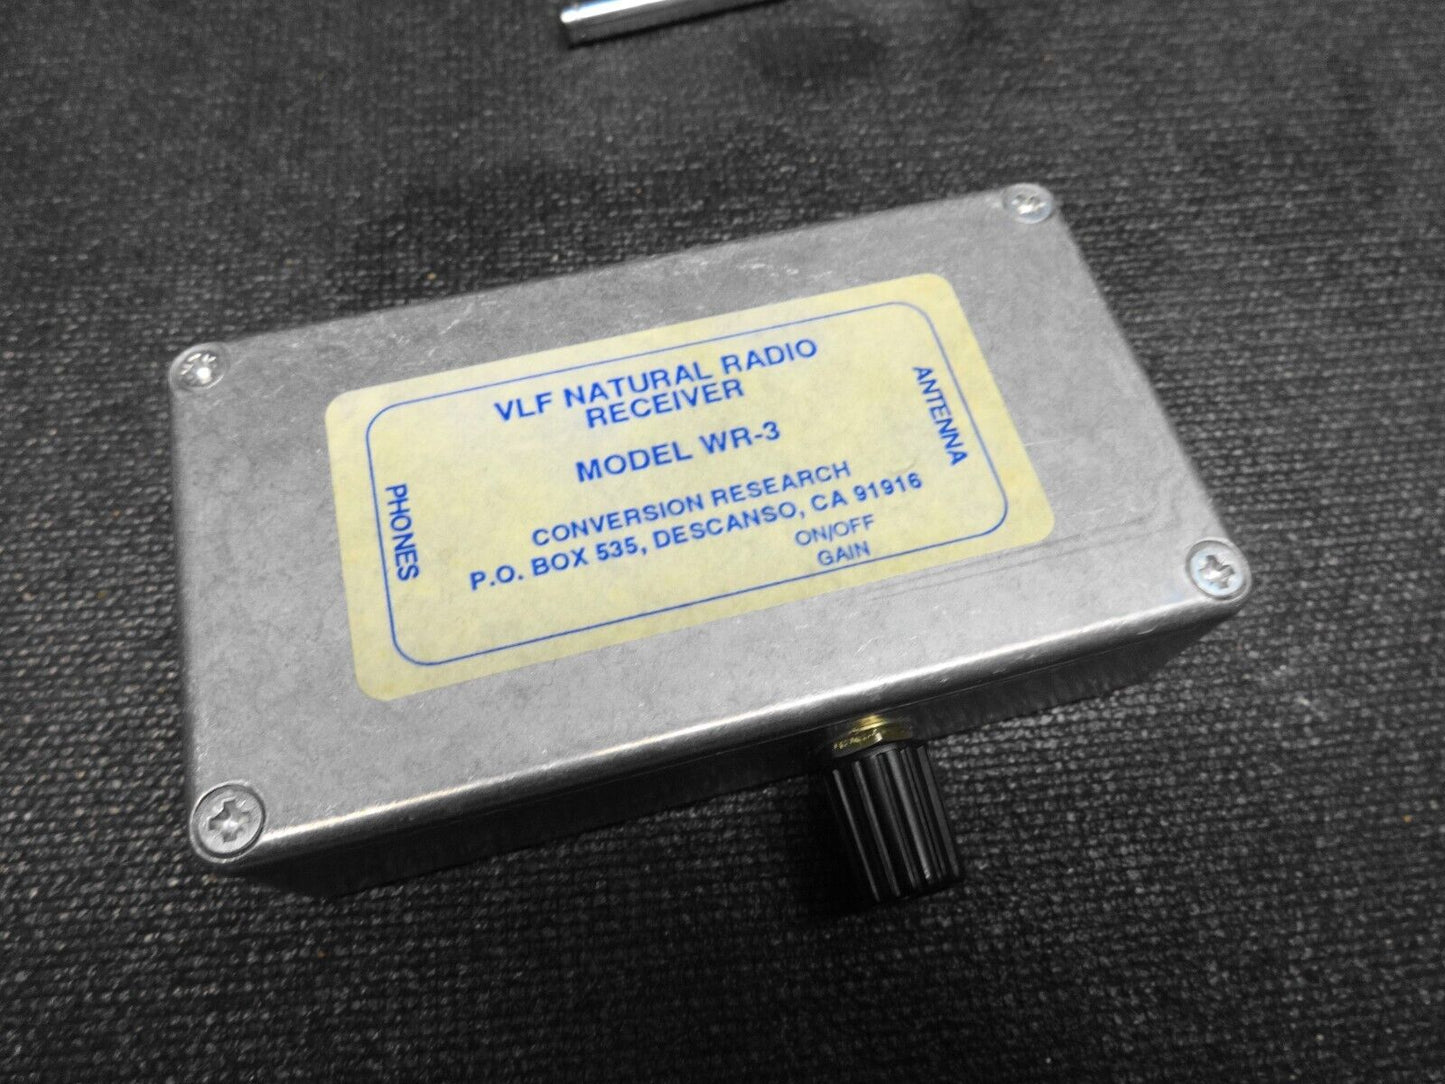 VLF NATURAL RADIO
RECEIVER
MODEL WR-3
CONVERSION RESEARCH
P.O. BOX 535, DESCANSO, CA 91916
PHONES
ANTENNA
ON/OFF
GAIN